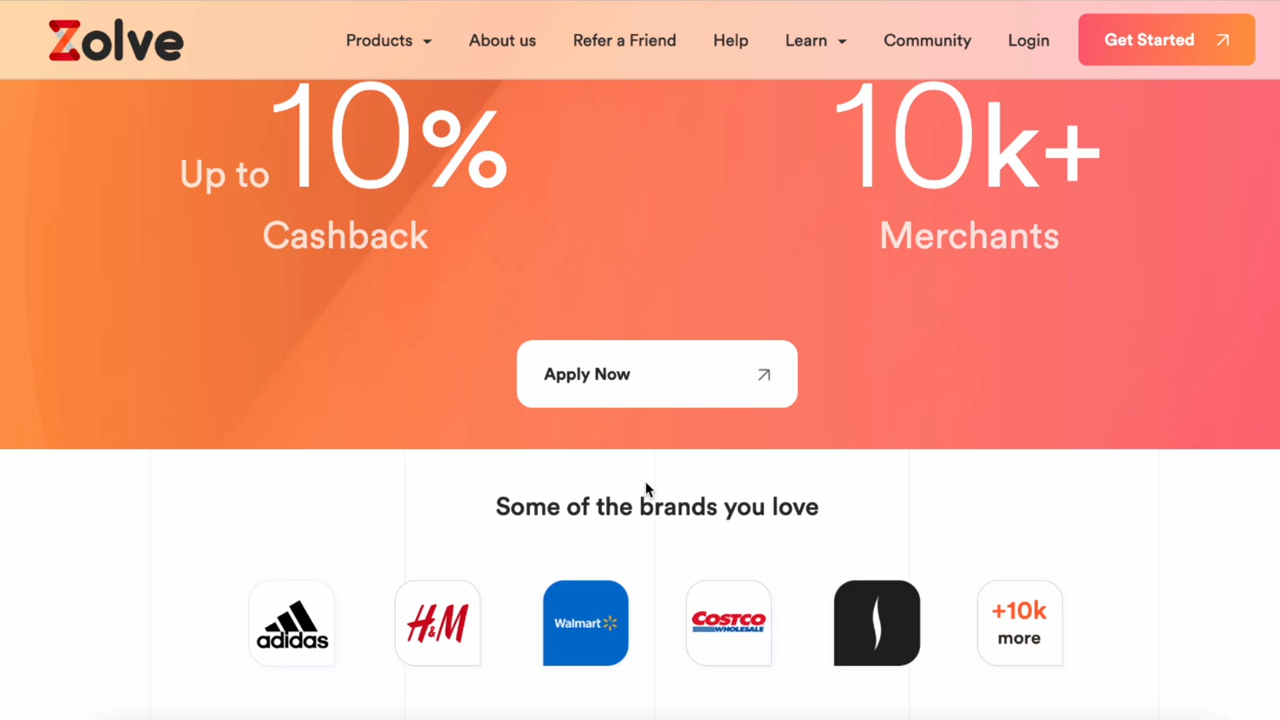 Zolve Products About us Refer a Friend Help Learn Community Login Get Started
Up to 10% 10k+
Cashback Merchants
Apply Now
Some of the brands you love
adidas H&M Walmart COSTCO WHOLESALE +10k more